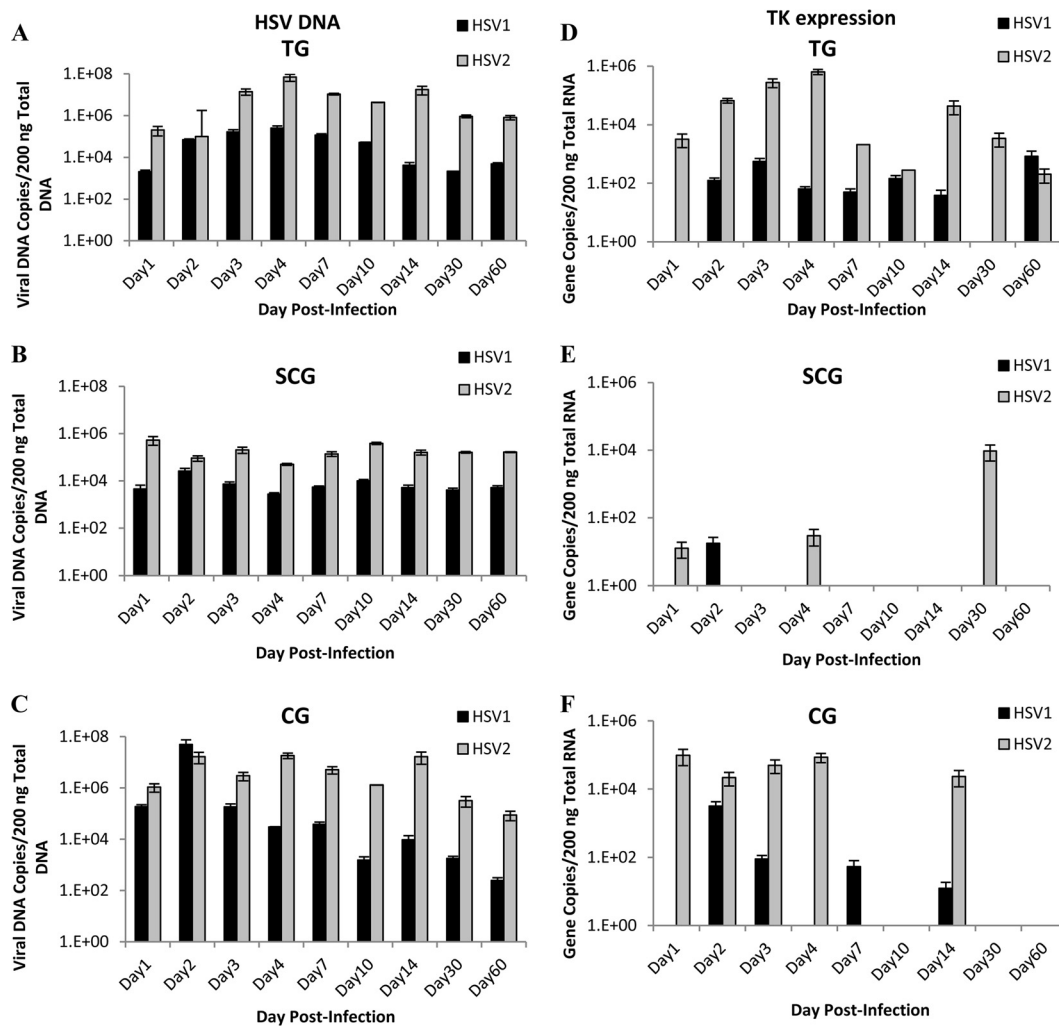 A
HSV DNA
TG
HSV1
HSV2
Viral DNA Copies/200 ng Total
DNA
1.E+08
1.E+06
1.E+04
1.E+02
1.E+00
Day1
Day2
Day3
Day4
Day7
Day10
Day14
Day30
Day60
Day Post-Infection
B
SCG
HSV1
HSV2
Viral DNA Copies/200 ng Total
DNA
1.E+08
1.E+06
1.E+04
1.E+02
1.E+00
Day1
Day2
Day3
Day4
Day7
Day10
Day14
Day30
Day60
Day Post-Infection
C
CG
HSV1
HSV2
Viral DNA Copies/200 ng Total
DNA
1.E+08
1.E+06
1.E+04
1.E+02
1.E+00
Day1
Day2
Day3
Day4
Day7
Day10
Day14
Day30
Day60
Day Post-Infection
D
TK expression
TG
HSV1
HSV2
Gene Copies/200 ng Total RNA
1.E+06
1.E+04
1.E+02
1.E+00
Day1
Day2
Day3
Day4
Day7
Day10
Day14
Day30
Day60
Day Post-Infection
E
SCG
HSV1
HSV2
Gene Copies/200 ng Total RNA
1.E+06
1.E+04
1.E+02
1.E+00
Day1
Day2
Day3
Day4
Day7
Day10
Day14
Day30
Day60
Day Post-Infection
F
CG
HSV1
HSV2
Gene Copies/200 ng Total RNA
1.E+06
1.E+04
1.E+02
1.E+00
Day1
Day2
Day3
Day4
Day7
Day10
Day14
Day30
Day60
Day Post-Infection